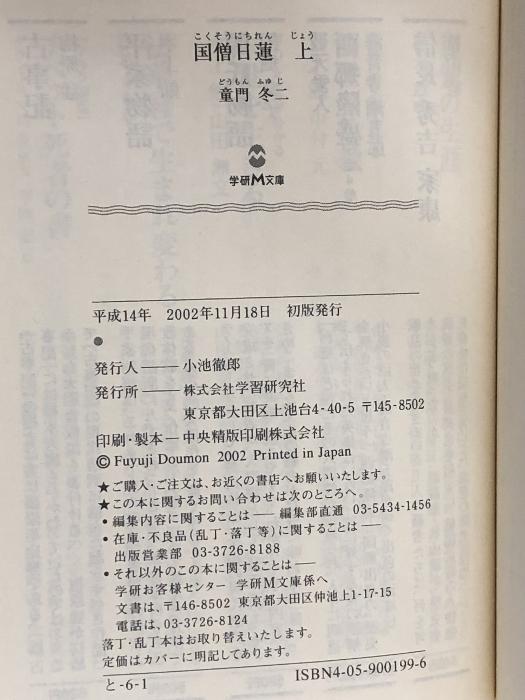 こくそうにちれん じょう
国僧日蓮 上
どうもん ふゆじ
童門 冬二
学研M文庫
平成14年 2002年11月18日 初版発行
●
発行人――小池徹郎
発行所――株式会社学習研究社
東京都大田区上池台4-40-5 〒145-8502
印刷・製本―中央精版印刷株式会社
© Fuyuji Doumon 2002 Printed in Japan
★ご購入・ご注文は、お近くの書店へお願いいたします。
★この本に関するお問い合わせは次のところへ。
・編集内容に関することは――編集部直通 03-5434-1456
・在庫・不良品(乱丁・落丁等)に関することは――
出版営業部 03-3726-8188
・それ以外のこの本に関することは――
学研お客様センター 学研M文庫係へ
文書は、〒146-8502 東京都大田区仲池上1-17-15
電話は、03-3726-8124
落丁・乱丁本はお取り替えいたします。
定価はカバーに明記してあります。
と-6-1 ISBN4-05-900199-6